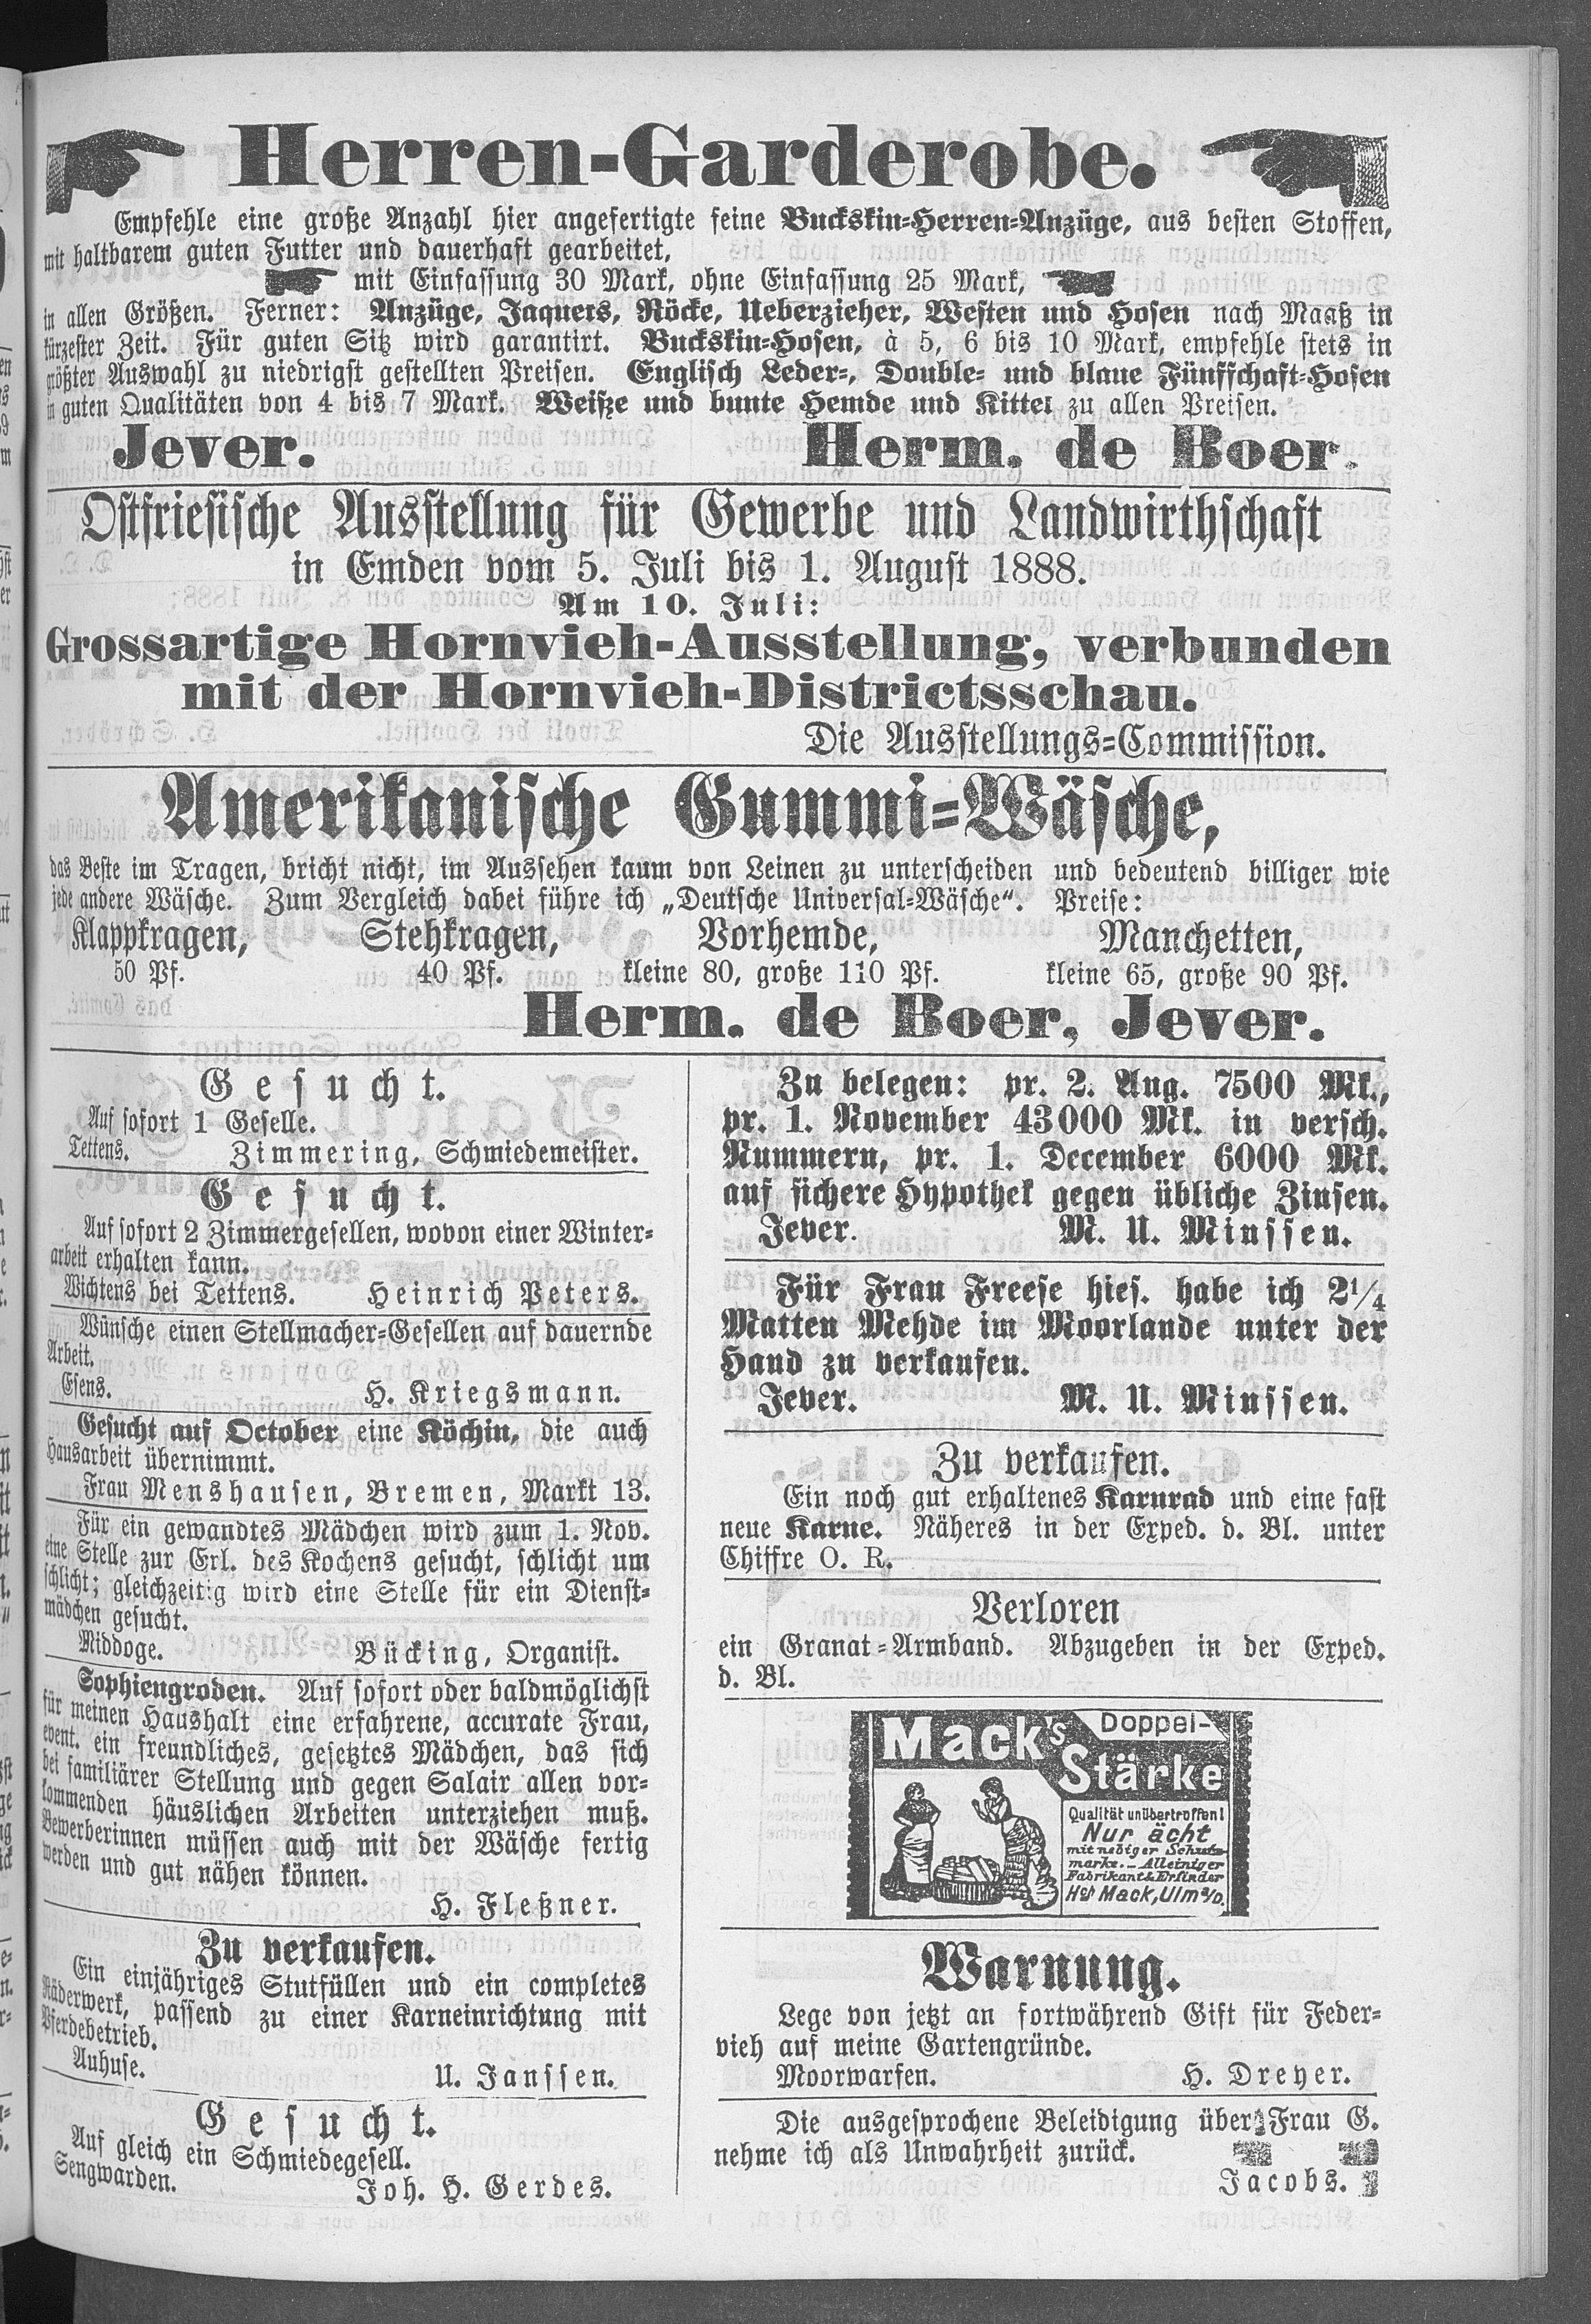 Herren-Garderobe.
Empfehle eine große Anzahl hier angefertigte feine Buckskin-Herren-Anzüge, aus besten Stoffen,
mit haltbarem guten Futter und dauerhaft gearbeitet,
mit Einfassung 30 Mark, ohne Einfassung 25 Mark,
in allen Größen. Ferner: Anzüge, Jaquets, Röcke, Ueberzieher, Westen und Hosen nach Maaß in
kürzester Zeit. Für guten Sitz wird garantirt. Buckskin-Hosen, à 5, 6 bis 10 Mark, empfehle stets in
größter Auswahl zu niedrigst gestellten Preisen. Englisch Leder-, Double- und blaue Fünffchaft-Hosen
in guten Qualitäten von 4 bis 7 Mark. Weiße und bunte Hemde und Kittel zu allen Preisen.
Jever. Herm. de Boer.
Ostfriesische Ausstellung für Gewerbe und Landwirthschaft
in Emden vom 5. Juli bis 1. August 1888.
Am 10. Juli:
Grossartige Hornvieh-Ausstellung, verbunden
mit der Hornvieh-Districtsschau.
Die Ausstellungs-Commission.
Amerikanische Gummi-Wäsche,
das Beste im Tragen, bricht nicht, im Aussehen kaum von Leinen zu unterscheiden und bedeutend billiger wie
jede andere Wäsche. Zum Vergleich dabei führe ich „Deutsche Universal-Wäsche“. Preise:
Klappkragen, Stehkragen, Vorhemde, Manchetten,
50 Pf. 40 Pf. kleine 80, große 110 Pf. kleine 65, große 90 Pf.
Herm. de Boer, Jever.
Gesucht.
Auf sofort 1 Geselle.
Tettens. Zimmering, Schmiedemeister.
Gesucht.
Auf sofort 2 Zimmergesellen, wovon einer Winter-
arbeit erhalten kann.
Wichtens bei Tettens. Heinrich Peters.
Wünsche einen Stellmacher-Gesellen auf dauernde
Arbeit.
Esens. H. Kriegsmann.
Gesucht auf October eine Köchin, die auch
Hausarbeit übernimmt.
Frau Menshausen, Bremen, Markt 13.
Für ein gewandtes Mädchen wird zum 1. Nov.
eine Stelle zur Erl. des Kochens gesucht, schlicht um
schlicht; gleichzeitig wird eine Stelle für ein Dienst-
mädchen gesucht.
Middoge. Bücking, Organist.
Sophiengroden. Auf sofort oder baldmöglichst
für meinen Haushalt eine erfahrene, accurate Frau,
event. ein freundliches, gesetztes Mädchen, das sich
bei familiärer Stellung und gegen Salair allen vor-
kommenden häuslichen Arbeiten unterziehen muß.
Bewerberinnen müssen auch mit der Wäsche fertig
werden und gut nähen können.
H. Fleßner.
Zu verkaufen.
Ein einjähriges Stutfüllen und ein completes
Räderwerk, passend zu einer Karneinrichtung mit
Pferdebetrieb.
Auhuse. U. Janssen.
Gesucht.
Auf gleich ein Schmiedegesell.
Sengwarden. Joh. H. Gerdes.
Zu belegen: pr. 2. Aug. 7500 Mk.,
pr. 1. November 43000 Mk. in versch.
Nummern, pr. 1. December 6000 Mk.
auf sichere Hypothek gegen übliche Zinsen.
Jever. M. U. Minssen.
Für Frau Freese hies. habe ich 2¼
Matten Mehde im Moorlande unter der
Hand zu verkaufen.
Jever. M. U. Minssen.
Zu verkaufen.
Ein noch gut erhaltenes Karnrad und eine fast
neue Karne. Näheres in der Exped. d. Bl. unter
Chiffre O. R.
Verloren
ein Granat-Armband. Abzugeben in der Exped.
d. Bl.
Mack's Doppel-
Stärke
Qualität unübertroffen!
Nur ächt
mit nebiger Schutz-
marke. Alleiniger
Fabrikant & Erfinder
Hch Mack, Ulm a/D.
Warnung.
Lege von jetzt an fortwährend Gift für Feder-
vieh auf meine Gartengründe.
Moorwarfen. H. Dreyer.
Die ausgesprochene Beleidigung über Frau G.
nehme ich als Unwahrheit zurück.
Jacobs.